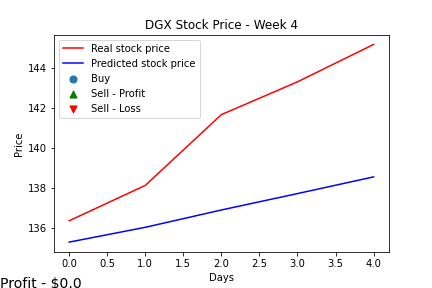 DGX Stock Price - Week 4
Real stock price
Predicted stock price
Buy
Sell - Profit
Sell - Loss
144
142
140
138
136
Price
0.0 0.5 1.0 1.5 2.0 2.5 3.0 3.5 4.0
Days
Profit - $0.0